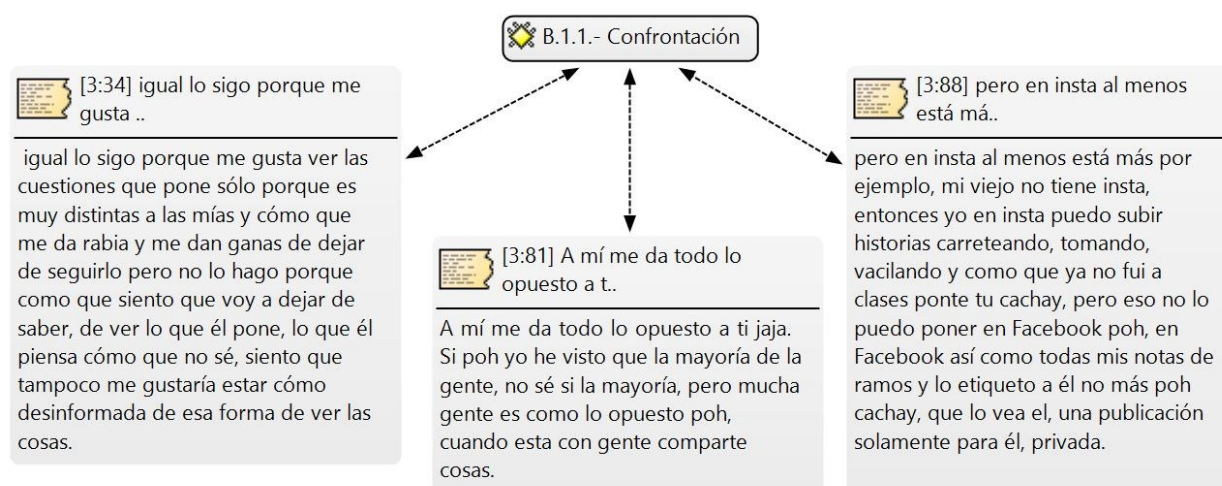 B.1.1.- Confrontación
[3:34] igual lo sigo porque me
gusta ..
igual lo sigo porque me gusta ver las
cuestiones que pone sólo porque es
muy distintas a las mías y cómo que
me da rabia y me dan ganas de dejar
de seguirlo pero no lo hago porque
como que siento que voy a dejar de
saber, de ver lo que él pone, lo que él
piensa cómo que no sé, siento que
tampoco me gustaría estar cómo
desinformada de esa forma de ver las
cosas.
[3:81] A mí me da todo lo
opuesto a t..
A mí me da todo lo opuesto a ti jaja.
Si poh yo he visto que la mayoría de la
gente, no sé si la mayoría, pero mucha
gente es como lo opuesto poh,
cuando esta con gente comparte
cosas.
[3:88] pero en insta al menos
está má..
pero en insta al menos está más por
ejemplo, mi viejo no tiene insta,
entonces yo en insta puedo subir
historias carreteando, tomando,
vacilando y como que ya no fui a
clases ponte tu cachay, pero eso no lo
puedo poner en Facebook poh, en
Facebook así como todas mis notas de
ramos y lo etiqueto a él no más poh
cachay, que lo vea el, una publicación
solamente para él, privada.